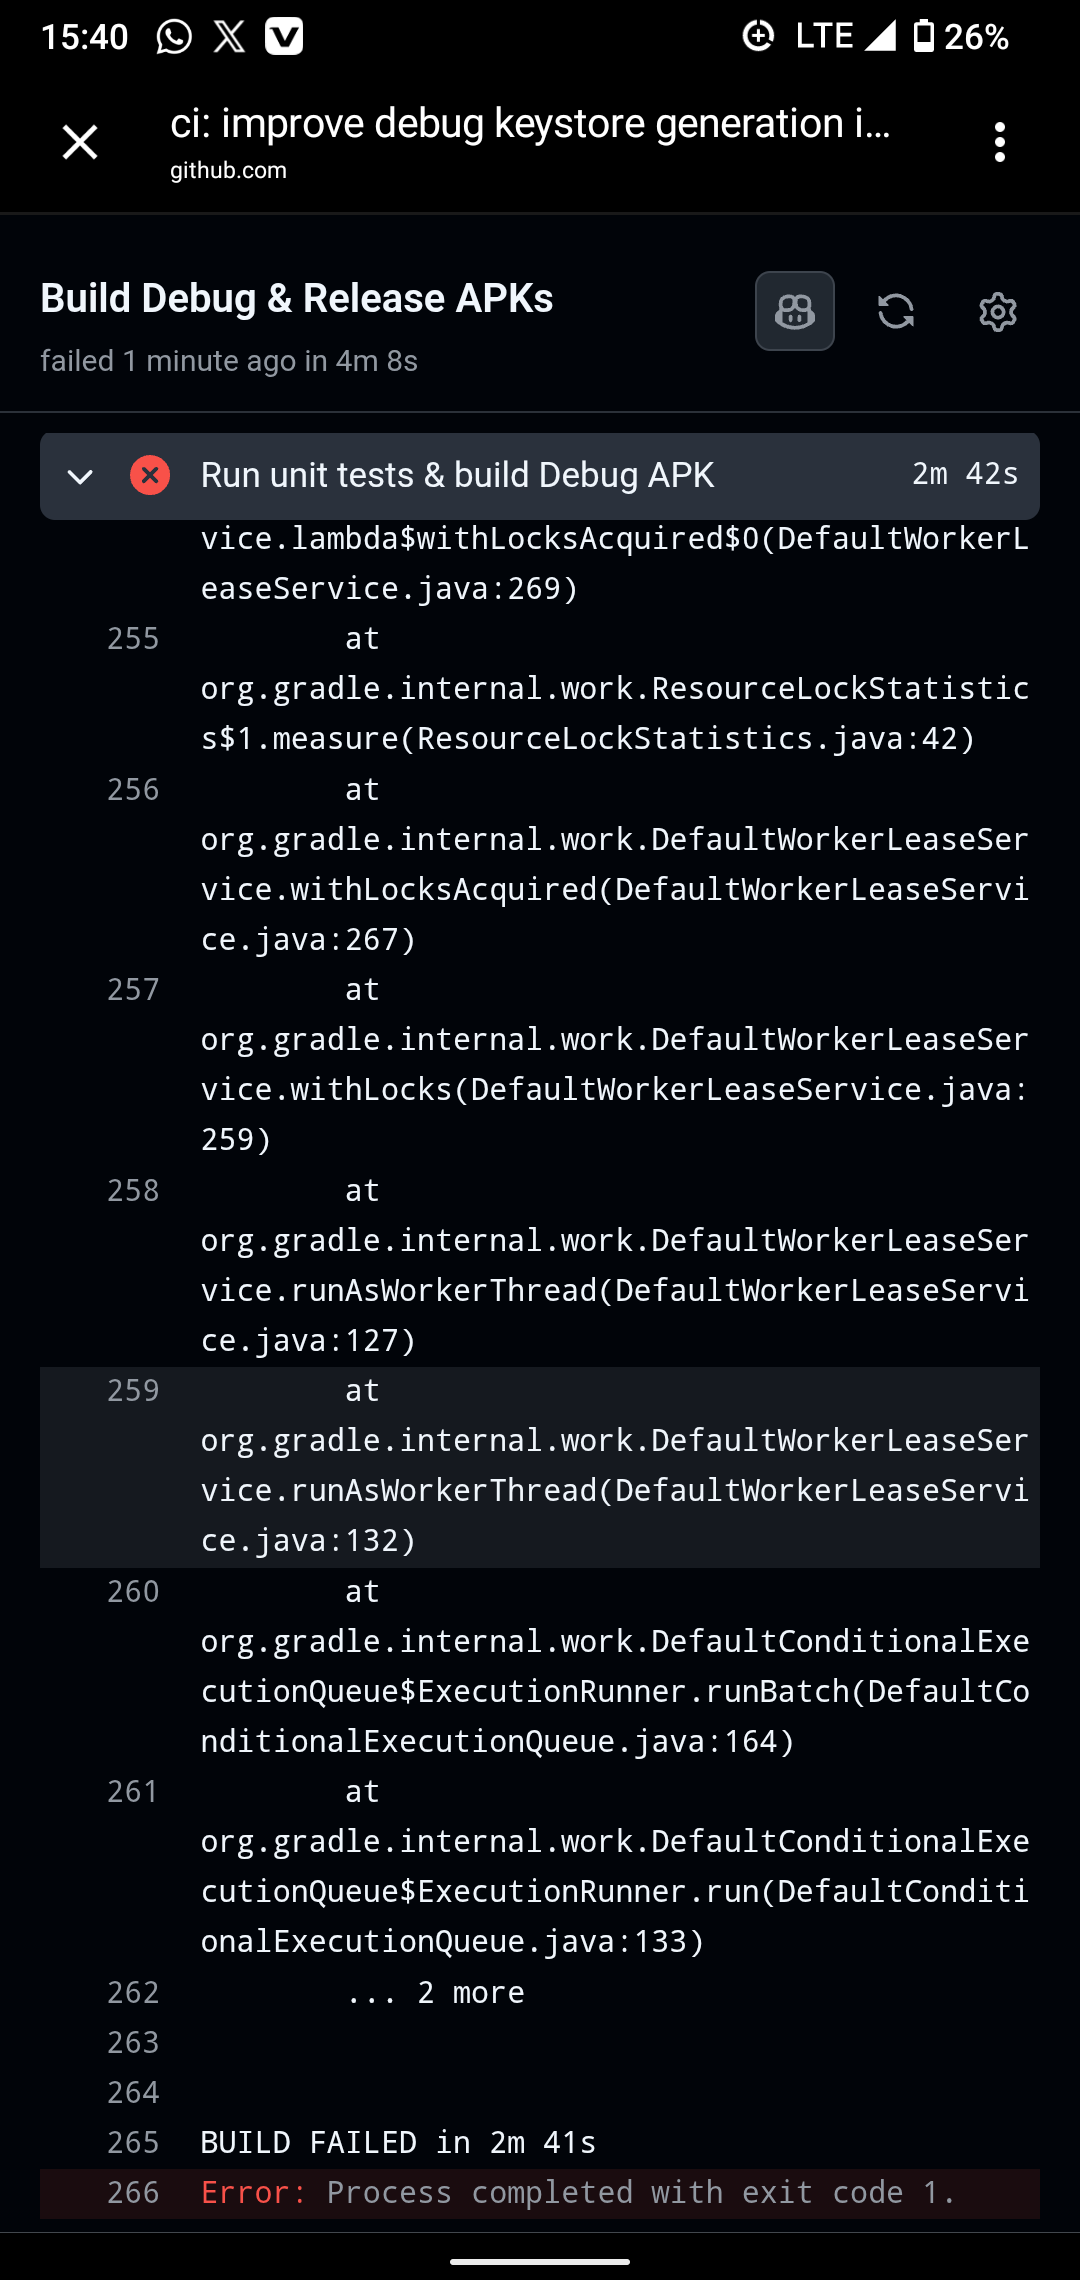 15:40 LTE 26%
ci: improve debug keystore generation i...
github.com
Build Debug & Release APKs
failed 1 minute ago in 4m 8s
Run unit tests & build Debug APK 2m 42s
vice.lambda$withLocksAcquired$0(DefaultWorkerL
easeService.java:269)
255 at
org.gradle.internal.work.ResourceLockStatistic
s$1.measure(ResourceLockStatistics.java:42)
256 at
org.gradle.internal.work.DefaultWorkerLeaseSer
vice.withLocksAcquired(DefaultWorkerLeaseServi
ce.java:267)
257 at
org.gradle.internal.work.DefaultWorkerLeaseSer
vice.withLocks(DefaultWorkerLeaseService.java:
259)
258 at
org.gradle.internal.work.DefaultWorkerLeaseSer
vice.runAsWorkerThread(DefaultWorkerLeaseServi
ce.java:127)
259 at
org.gradle.internal.work.DefaultWorkerLeaseSer
vice.runAsWorkerThread(DefaultWorkerLeaseServi
ce.java:132)
260 at
org.gradle.internal.work.DefaultConditionalExe
cutionQueue$ExecutionRunner.runBatch(DefaultCo
nditionalExecutionQueue.java:164)
261 at
org.gradle.internal.work.DefaultConditionalExe
cutionQueue$ExecutionRunner.run(DefaultConditi
onalExecutionQueue.java:133)
262 ... 2 more
263
264
265 BUILD FAILED in 2m 41s
266 Error: Process completed with exit code 1.